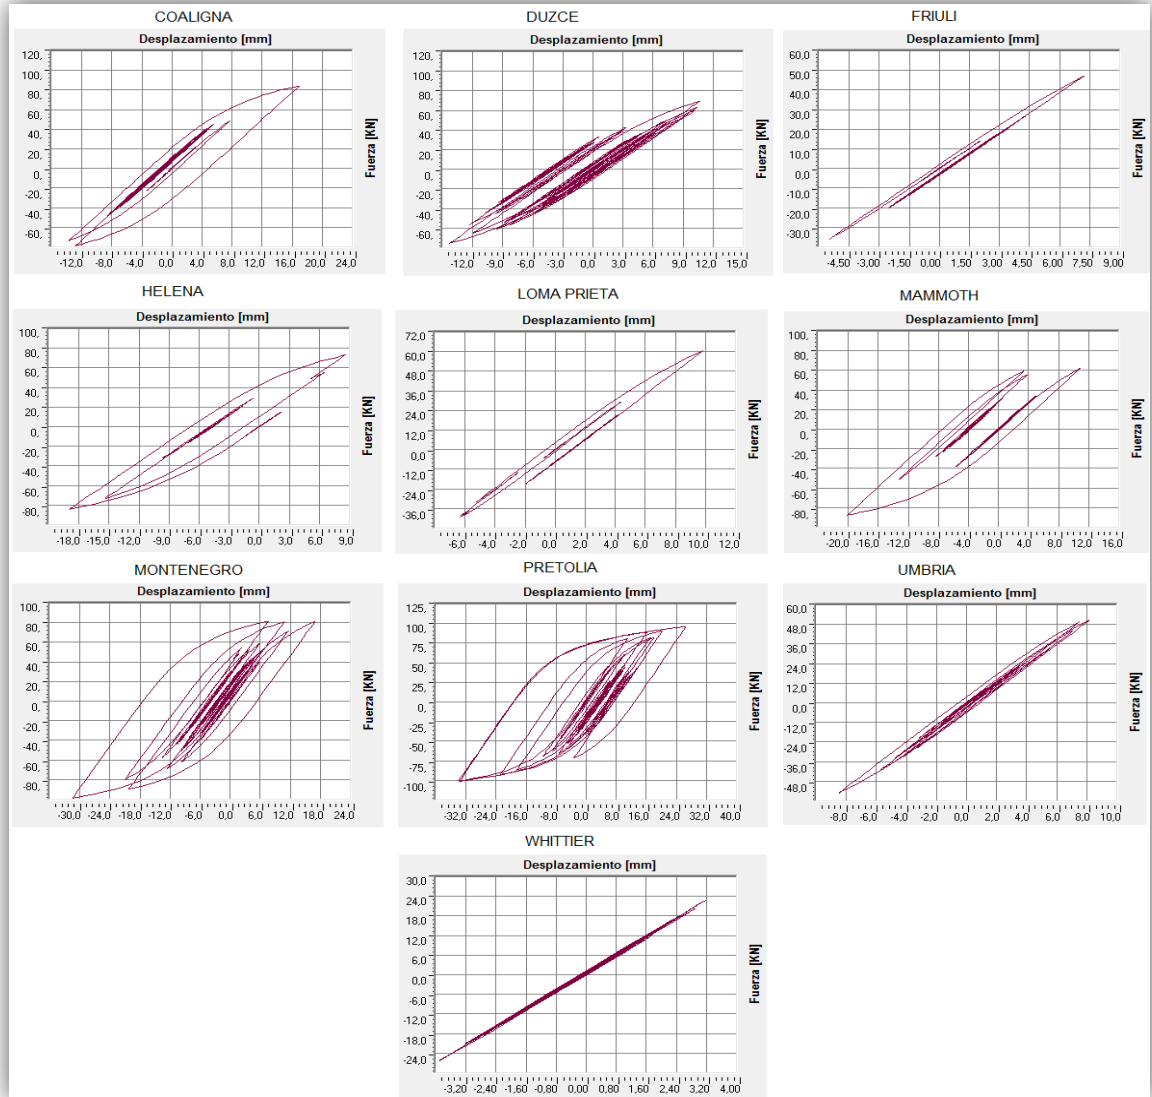 COALIGNA
Desplazamiento [mm]
120,
100,
80,
60,
40,
20,
0,
-20,
-40,
-60,
Fuerza [KN]
-12,0 -8,0 -4,0 0,0 4,0 8,0 12,0 16,0 20,0 24,0
DUZCE
Desplazamiento [mm]
120,
100,
80,
60,
40,
20,
0,
-20,
-40,
-60,
Fuerza [KN]
-12,0 -9,0 -6,0 -3,0 0,0 3,0 6,0 9,0 12,0 15,0
FRIULI
Desplazamiento [mm]
60,0
50,0
40,0
30,0
20,0
10,0
0,0
-10,0
-20,0
-30,0
Fuerza [KN]
-4,50 -3,00 -1,50 0,00 1,50 3,00 4,50 6,00 7,50 9,00
HELENA
Desplazamiento [mm]
100,
80,
60,
40,
20,
0,
-20,
-40,
-60,
-80,
Fuerza [KN]
-18,0 -15,0 -12,0 -9,0 -6,0 -3,0 0,0 3,0 6,0 9,0
LOMA PRIETA
Desplazamiento [mm]
72,0
60,0
48,0
36,0
24,0
12,0
0,0
-12,0
-24,0
-36,0
Fuerza [KN]
-6,0 -4,0 -2,0 0,0 2,0 4,0 6,0 8,0 10,0 12,0
MAMMOTH
Desplazamiento [mm]
100,
80,
60,
40,
20,
0,
-20,
-40,
-60,
-80,
Fuerza [KN]
-20,0 -16,0 -12,0 -8,0 -4,0 0,0 4,0 8,0 12,0 16,0
MONTENEGRO
Desplazamiento [mm]
100,
80,
60,
40,
20,
0,
-20,
-40,
-60,
-80,
Fuerza [KN]
-30,0 -24,0 -18,0 -12,0 -6,0 0,0 6,0 12,0 18,0 24,0
PRETOLIA
Desplazamiento [mm]
125,
100,
75,
50,
25,
0,
-25,
-50,
-75,
-100,
Fuerza [KN]
-32,0 -24,0 -16,0 -8,0 0,0 8,0 16,0 24,0 32,0 40,0
UMBRIA
Desplazamiento [mm]
60,0
48,0
36,0
24,0
12,0
0,0
-12,0
-24,0
-36,0
-48,0
Fuerza [KN]
-8,0 -6,0 -4,0 -2,0 0,0 2,0 4,0 6,0 8,0 10,0
WHITTIER
Desplazamiento [mm]
30,0
24,0
18,0
12,0
6,0
0,0
-6,0
-12,0
-18,0
-24,0
Fuerza [KN]
-3,20 -2,40 -1,60 -0,80 0,00 0,80 1,60 2,40 3,20 4,00